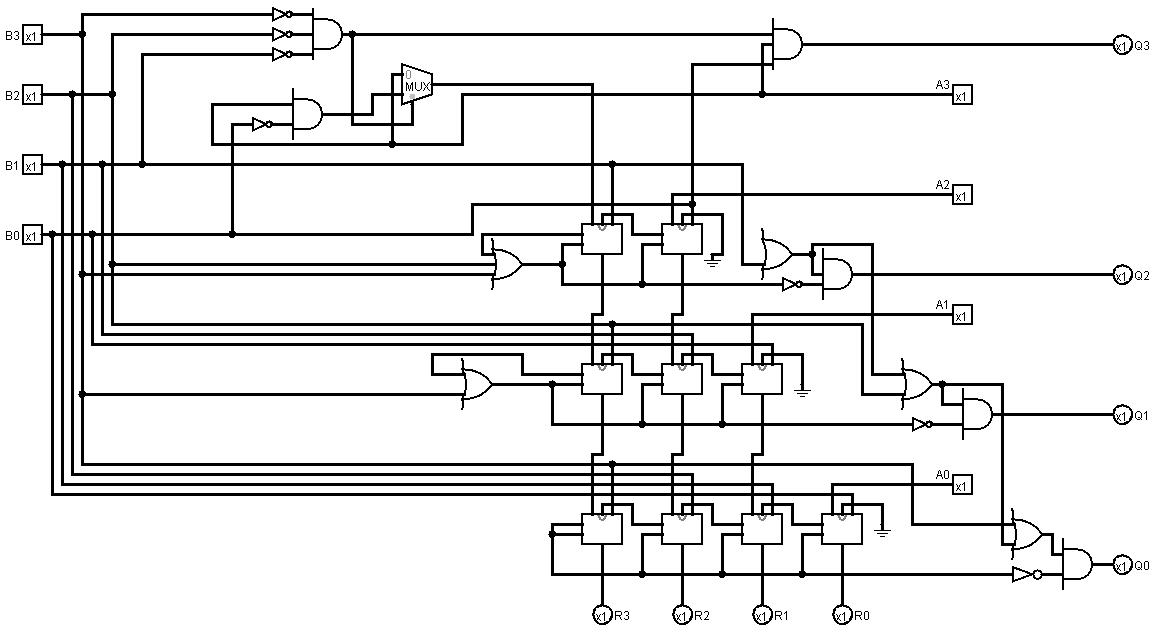 B3 x1
x1 Q3
0
MUX
B2 x1
A3
x1
B1 x1
A2
x1
B0 x1
x1 Q2
A1
x1
x1 Q1
A0
x1
x1 Q0
x1 R3
x1 R2
x1 R1
x1 R0